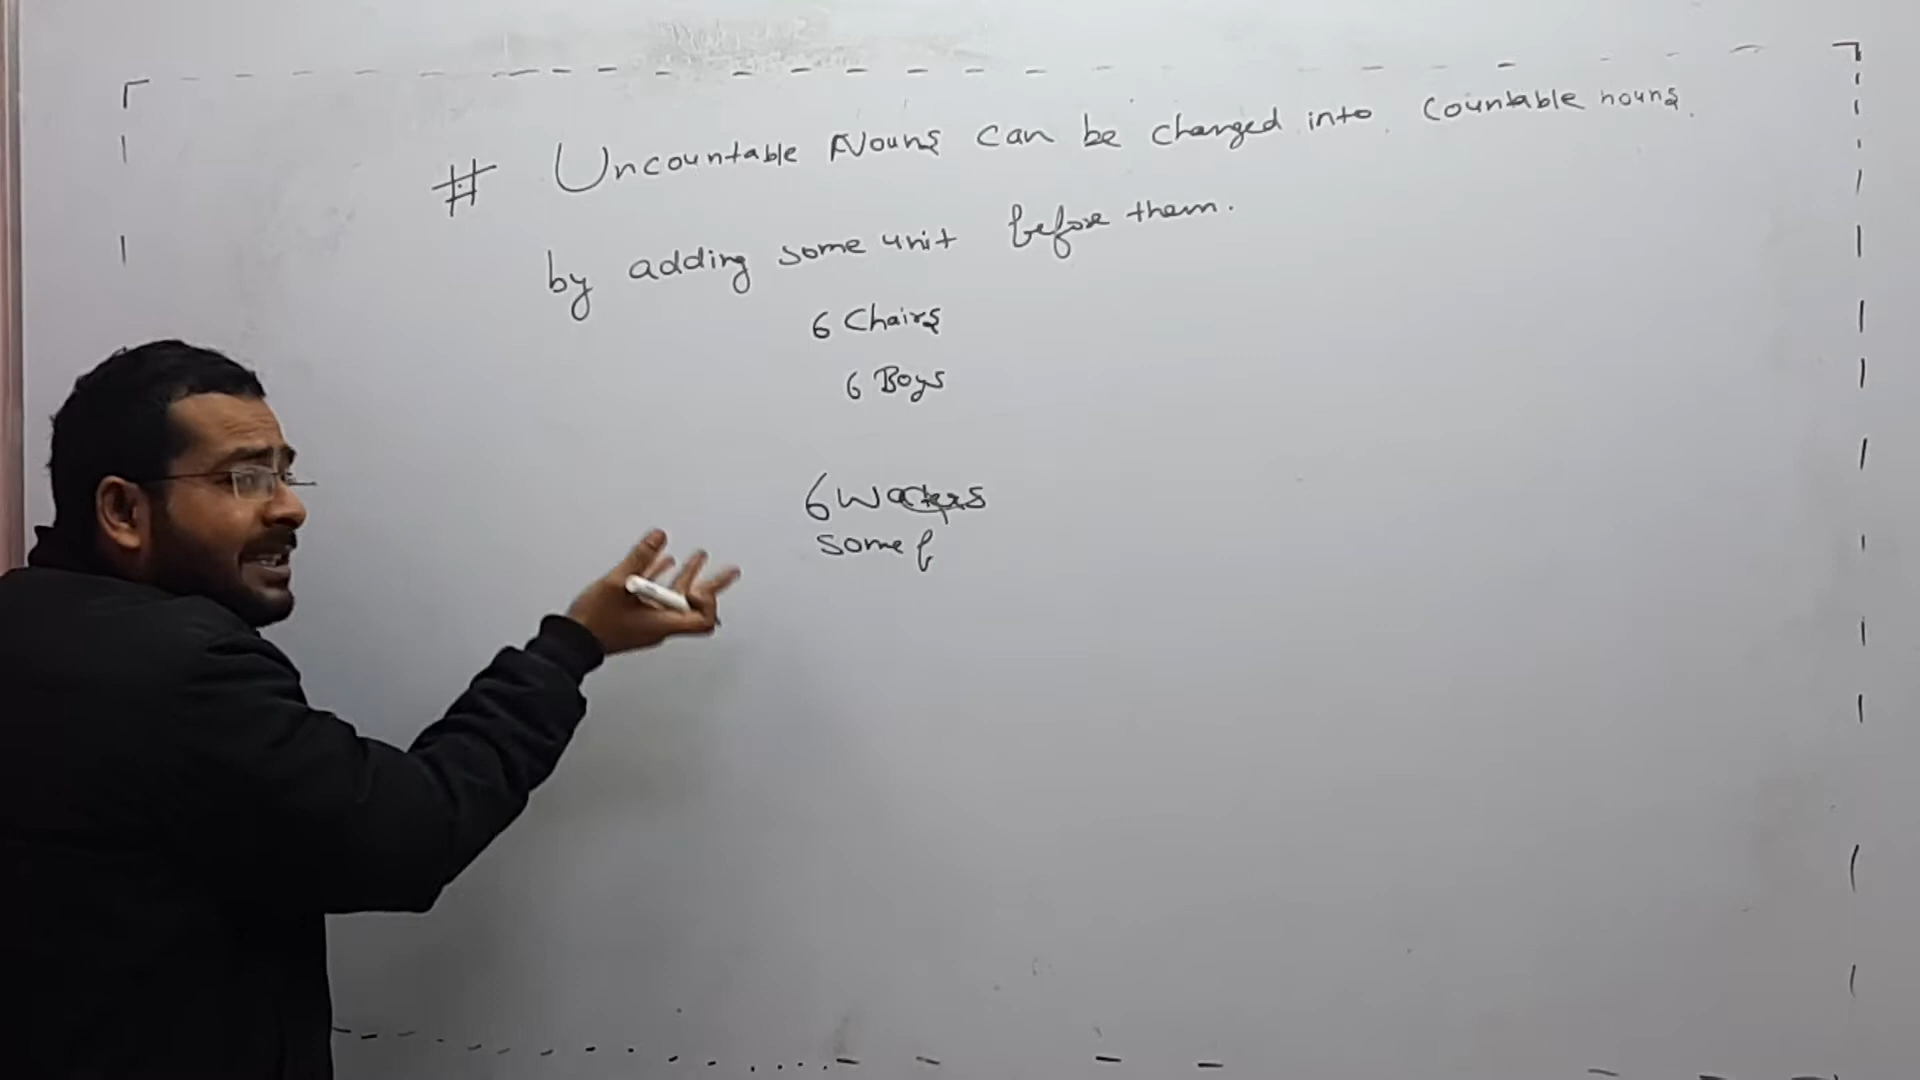 # Uncountable Nouns can be changed into countable nouns.
by adding some unit before them.
6 Chairs
6 Boys
6 Waters
some